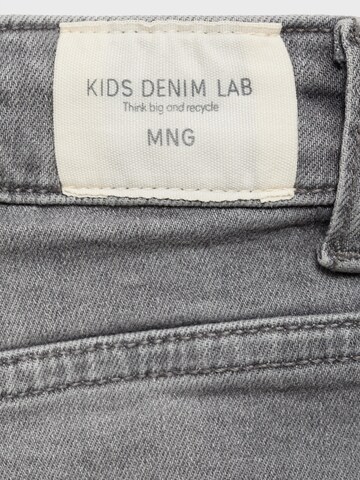 KIDS DENIM LAB
Think big and recycle
MNG